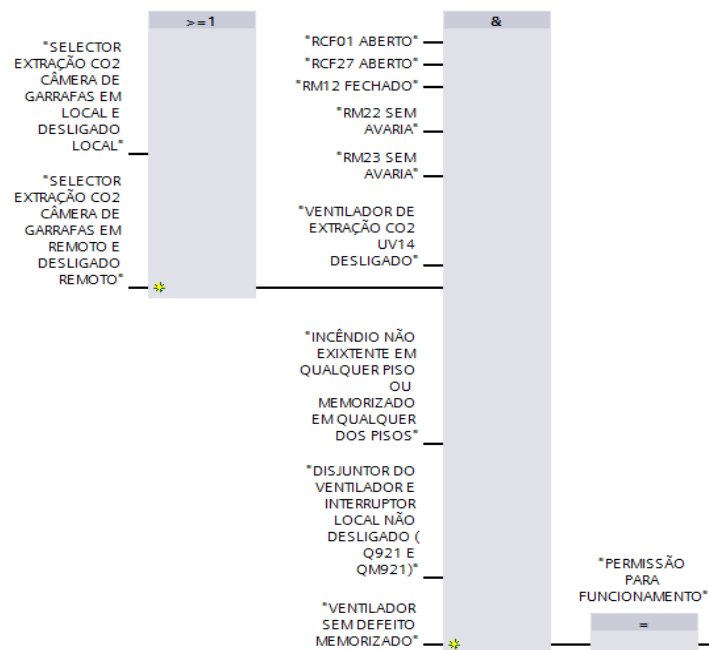 >=1
"SELECTOR
EXTRAÇÃO CO2
CÂMERA DE
GARRAFAS EM
LOCAL E
DESLIGADO
LOCAL"
"SELECTOR
EXTRAÇÃO CO2
CÂMERA DE
GARRAFAS EM
REMOTO E
DESLIGADO
REMOTO"
&
"RCF01 ABERTO"
"RCF27 ABERTO"
"RM12 FECHADO"
"RM22 SEM
AVARIA"
"RM23 SEM
AVARIA"
"VENTILADOR DE
EXTRAÇÃO CO2
UV14
DESLIGADO"
"INCÊNDIO NÃO
EXIXTENTE EM
QUALQUER PISO
OU
MEMORIZADO
EM QUALQUER
DOS PISOS"
"DISJUNTOR DO
VENTILADOR E
INTERRUPTOR
LOCAL NÃO
DESLIGADO (
Q921 E
QM921)"
"VENTILADOR
SEM DEFEITO
MEMORIZADO"
"PERMISSÃO
PARA
FUNCIONAMENTO"
=